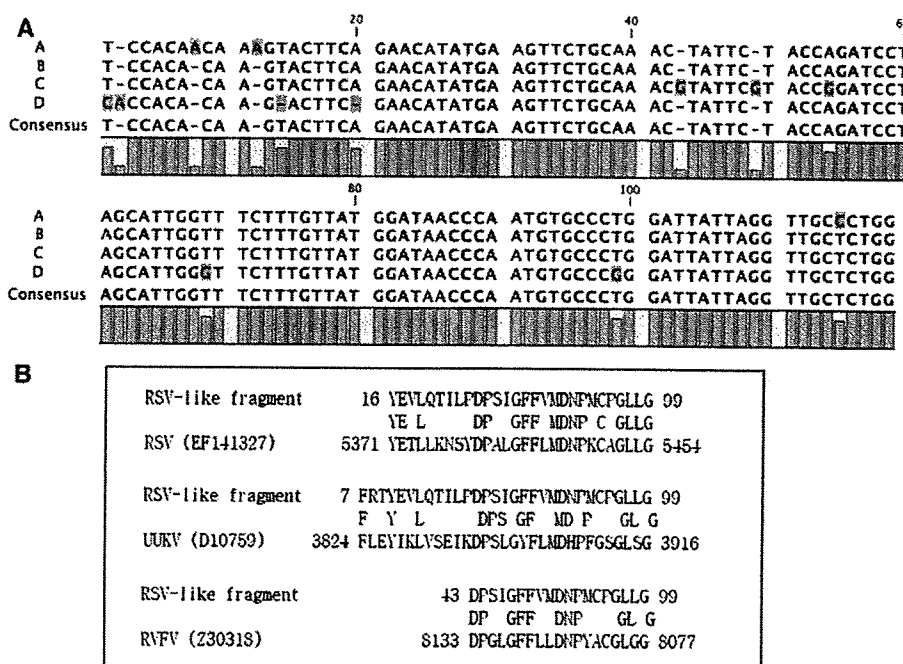 A
20 40 6
A T-CCACAACA AAGTACTTCA GAACATATGA AGTTCTGCAA AC-TATTC-T ACCAGATCCT
B T-CCACA-CA A-GTACTTCA GAACATATGA AGTTCTGCAA AC-TATTC-T ACCAGATCCT
C T-CCACA-CA A-GTACTTCA GAACATATGA AGTTCTGCAA ACGTATTCGT ACCGGATCCT
D CACCACA-CA A-G-ACTTC- GAACATATGA AGTTCTGCAA AC-TATTC-T ACCAGATCCT
Consensus T-CCACA-CA A-GTACTTCA GAACATATGA AGTTCTGCAA AC-TATTC-T ACCAGATCCT
80 100
A AGCATTGGTT TCTTTGTTAT GGATAACCCA ATGTGCCCTG GATTATTAGG TTGCGCTGG
B AGCATTGGTT TCTTTGTTAT GGATAACCCA ATGTGCCCTG GATTATTAGG TTGCTCTGG
C AGCATTGGTT TCTTTGTTAT GGATAACCCA ATGTGCCCTG GATTATTAGG TTGCTCTGG
D AGCATTGGGT TCTTTGTTAT GGATAACCCA ATGTGCCCGG GATTATTAGG TTGCTCTGG
Consensus AGCATTGGTT TCTTTGTTAT GGATAACCCA ATGTGCCCTG GATTATTAGG TTGCTCTGG
B
RSV-like fragment 16 YEVLQTILPDPSIGFFVMDNPMCPGLLG 99
YE L DP GFF MDNP C GLLG
RSV (EF141327) 5371 YETLLKNSYDPALGFFLMDNPKCAGLLG 5454
RSV-like fragment 7 FRTYEVLQTILPDPSIGFFVMDNPMCPGLLG 99
F Y L DPS GF MD P GL G
UUKV (D10759) 3824 FLEYIKLVSEIKDPSLGYFLMDHPFGSGLSG 3916
RSV-like fragment 43 DPSIGFFVMDNPMCPGLLG 99
DP GFF DNP GL G
RVFV (Z30318) 8133 DPGLGFFLLDNPYACGLGG 8077